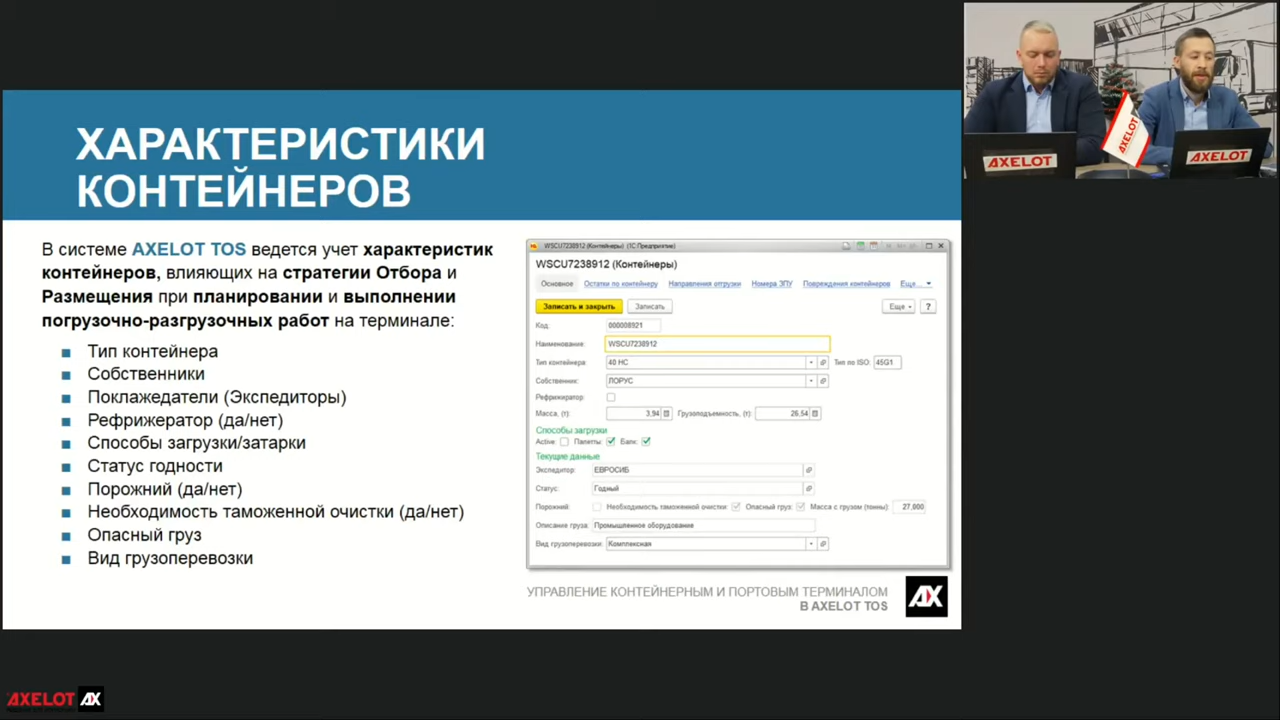 ХАРАКТЕРИСТИКИ
КОНТЕЙНЕРОВ
В системе AXELOT TOS ведется учет характеристик
контейнеров, влияющих на стратегии Отбора и
Размещения при планировании и выполнении
погрузочно-разгрузочных работ на терминале:
Тип контейнера
Собственники
Поклажедатели (Экспедиторы)
Рефрижератор (да/нет)
Способы загрузки/затарки
Статус годности
Порожний (да/нет)
Необходимость таможенной очистки (да/нет)
Опасный груз
Вид грузоперевозки
WSCU7238912 (Контейнеры) (1С:Предприятие)
WSCU7238912 (Контейнеры)
Основное Остатки по контейнеру Направления отгрузки Номера ЗПУ Повреждения контейнеров Еще...
Записать и закрыть Записать Еще ?
Код: 000008921
Наименование: WSCU7238912
Тип контейнера: 40 HC Тип по ISO: 45G1
Собственник: ЛОРУС
Рефрижиратор:
Масса, (т): 3,94 Грузоподъемность, (т): 26,54
Способы загрузки
Active: Палеты: Балк:
Текущие данные
Экспедитор: ЕВРОСИБ
Статус: Годный
Порожний: Необходимость таможенной очистки: Опасный груз: Масса с грузом (тонны): 27,000
Описание груза: Промышленное оборудование
Вид грузоперевозки: Комплексная
УПРАВЛЕНИЕ КОНТЕЙНЕРНЫМ И ПОРТОВЫМ ТЕРМИНАЛОМ
В AXELOT TOS
AX
AXELOT
AXELOT
AXELOT
AXELOT AX